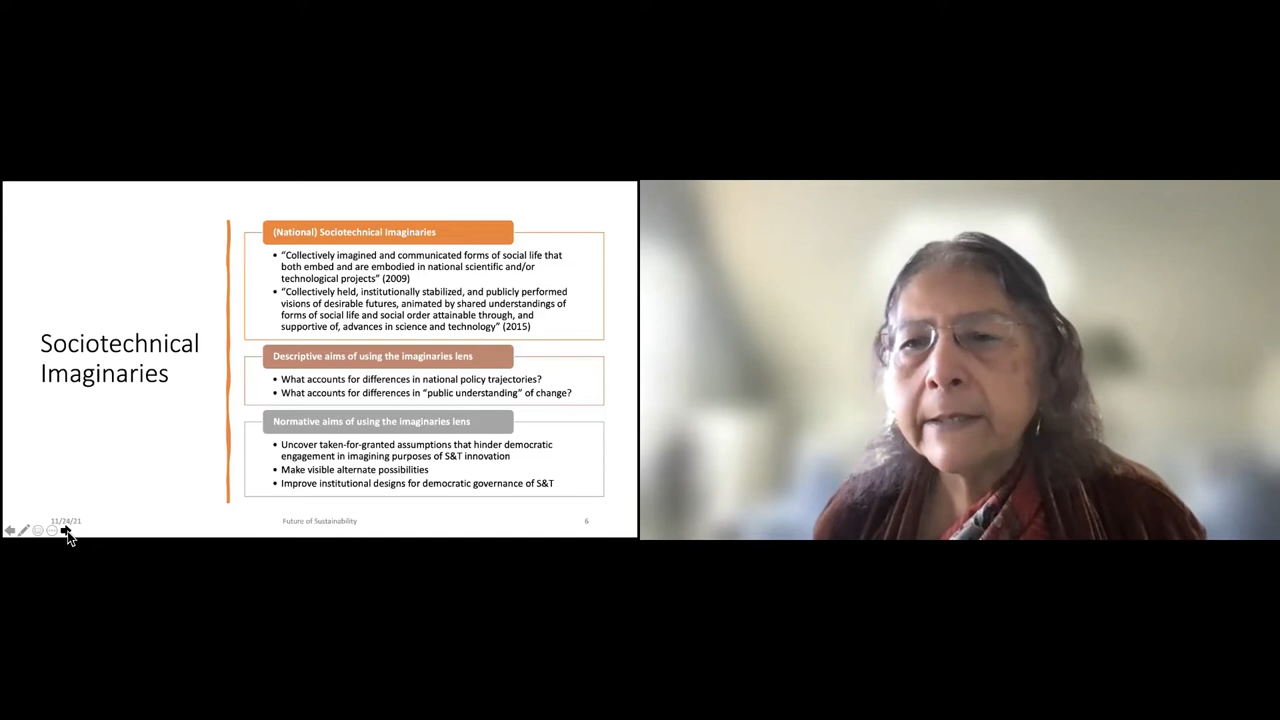 Sociotechnical
Imaginaries
(National) Sociotechnical Imaginaries
• “Collectively imagined and communicated forms of social life that
both embed and are embodied in national scientific and/or
technological projects” (2009)
• “Collectively held, institutionally stabilized, and publicly performed
visions of desirable futures, animated by shared understandings of
forms of social life and social order attainable through, and
supportive of, advances in science and technology” (2015)
Descriptive aims of using the imaginaries lens
• What accounts for differences in national policy trajectories?
• What accounts for differences in “public understanding” of change?
Normative aims of using the imaginaries lens
• Uncover taken-for-granted assumptions that hinder democratic
engagement in imagining purposes of S&T innovation
• Make visible alternate possibilities
• Improve institutional designs for democratic governance of S&T
11/24/21
Future of Sustainability
6